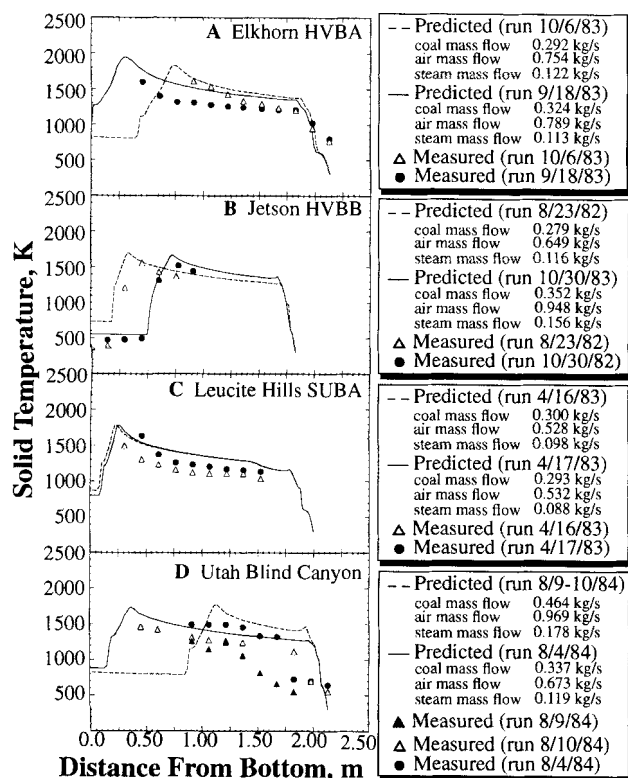 A Elkhorn HVBA
2500
2000
1500
1000
500
-- Predicted (run 10/6/83)
coal mass flow 0.292 kg/s
air mass flow 0.754 kg/s
steam mass flow 0.122 kg/s
— Predicted (run 9/18/83)
coal mass flow 0.324 kg/s
air mass flow 0.789 kg/s
steam mass flow 0.113 kg/s
△ Measured (run 10/6/83)
● Measured (run 9/18/83)
B Jetson HVBB
2500
2000
1500
1000
500
--- Predicted (run 8/23/82)
coal mass flow 0.279 kg/s
air mass flow 0.649 kg/s
steam mass flow 0.116 kg/s
— Predicted (run 10/30/83)
coal mass flow 0.352 kg/s
air mass flow 0.948 kg/s
steam mass flow 0.156 kg/s
△ Measured (run 8/23/82)
● Measured (run 10/30/82)
Solid Temperature, K
C Leucite Hills SUBA
2500
2000
1500
1000
500
--- Predicted (run 4/16/83)
coal mass flow 0.300 kg/s
air mass flow 0.528 kg/s
steam mass flow 0.098 kg/s
— Predicted (run 4/17/83)
coal mass flow 0.293 kg/s
air mass flow 0.532 kg/s
steam mass flow 0.088 kg/s
△ Measured (run 4/16/83)
● Measured (run 4/17/83)
D Utah Blind Canyon
2500
2000
1500
1000
500
--- Predicted (run 8/9-10/84)
coal mass flow 0.464 kg/s
air mass flow 0.969 kg/s
steam mass flow 0.178 kg/s
— Predicted (run 8/4/84)
coal mass flow 0.337 kg/s
air mass flow 0.673 kg/s
steam mass flow 0.119 kg/s
▲ Measured (run 8/9/84)
△ Measured (run 8/10/84)
● Measured (run 8/4/84)
0.0 0.50 1.00 1.50 2.00 2.50
Distance From Bottom, m